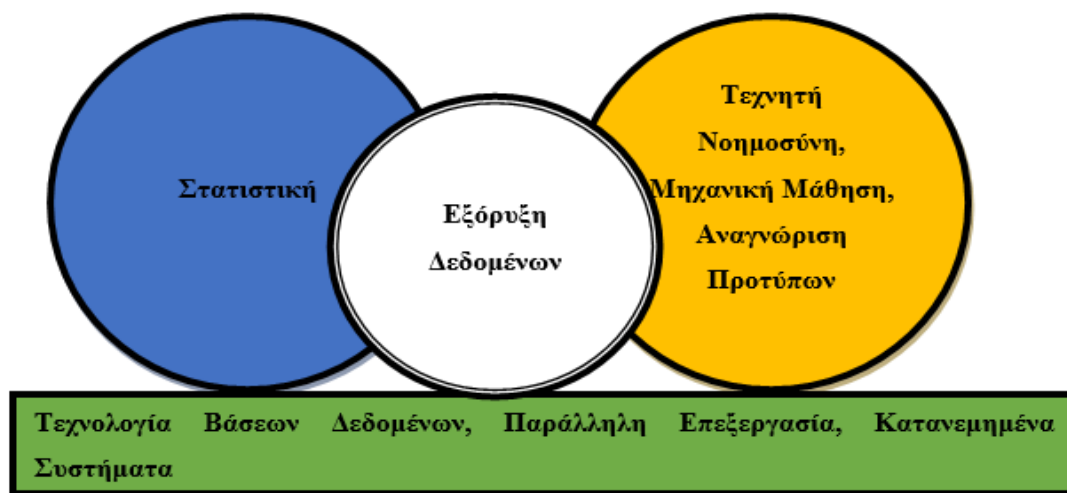 Στατιστική
Εξόρυξη
Δεδομένων
Τεχνητή
Νοημοσύνη,
Μηχανική Μάθηση,
Αναγνώριση
Προτύπων
Τεχνολογία Βάσεων Δεδομένων, Παράλληλη Επεξεργασία, Κατανεμημένα
Συστήματα